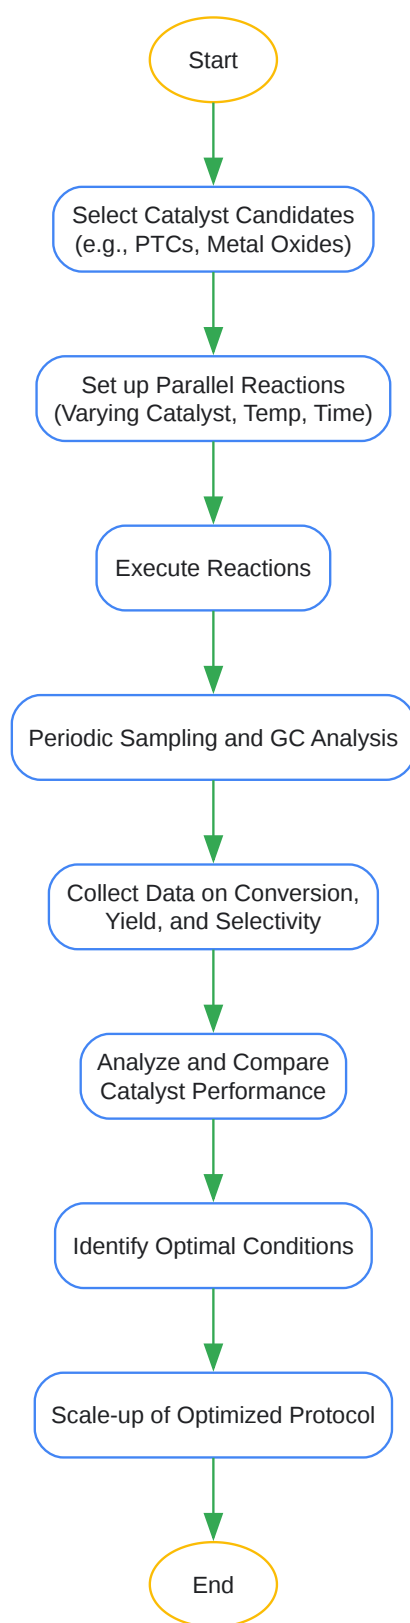 Start
Select Catalyst Candidates
(e.g., PTCs, Metal Oxides)
Set up Parallel Reactions
(Varying Catalyst, Temp, Time)
Execute Reactions
Periodic Sampling and GC Analysis
Collect Data on Conversion,
Yield, and Selectivity
Analyze and Compare
Catalyst Performance
Identify Optimal Conditions
Scale-up of Optimized Protocol
End